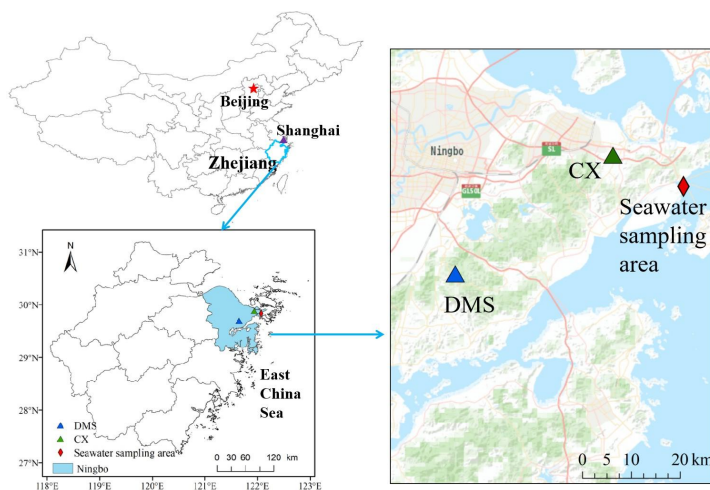 Beijing
Shanghai
Zhejiang
N
31°N
30°N
29°N
28°N
27°N
East
China
Sea
DMS
CX
Seawater sampling area
Ningbo
0 30 60 120
km
118°E 119°E 120°E 121°E 122°E 123°E
Ningbo
CX
Seawater
sampling
area
DMS
0 5 10 20 km